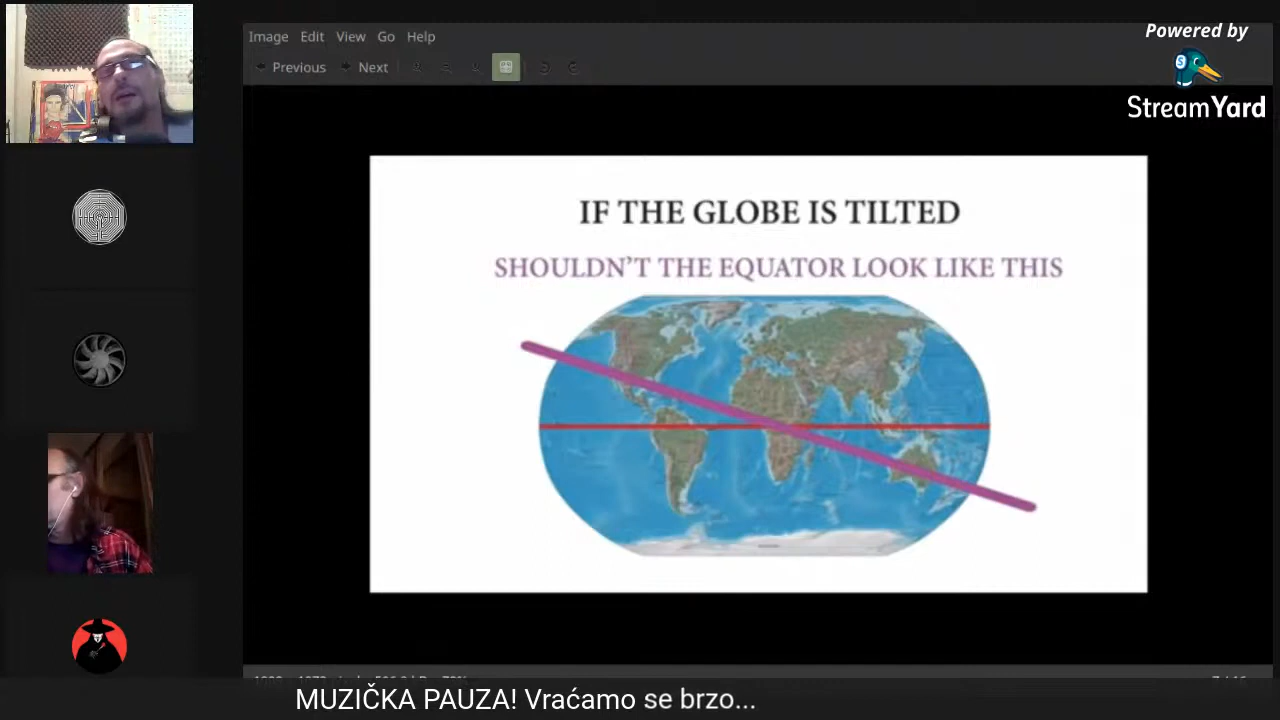 Powered by
StreamYard
Image Edit View Go Help
Previous Next
IF THE GLOBE IS TILTED
SHOULDN'T THE EQUATOR LOOK LIKE THIS
MUZIČKA PAUZA! Vraćamo se brzo...